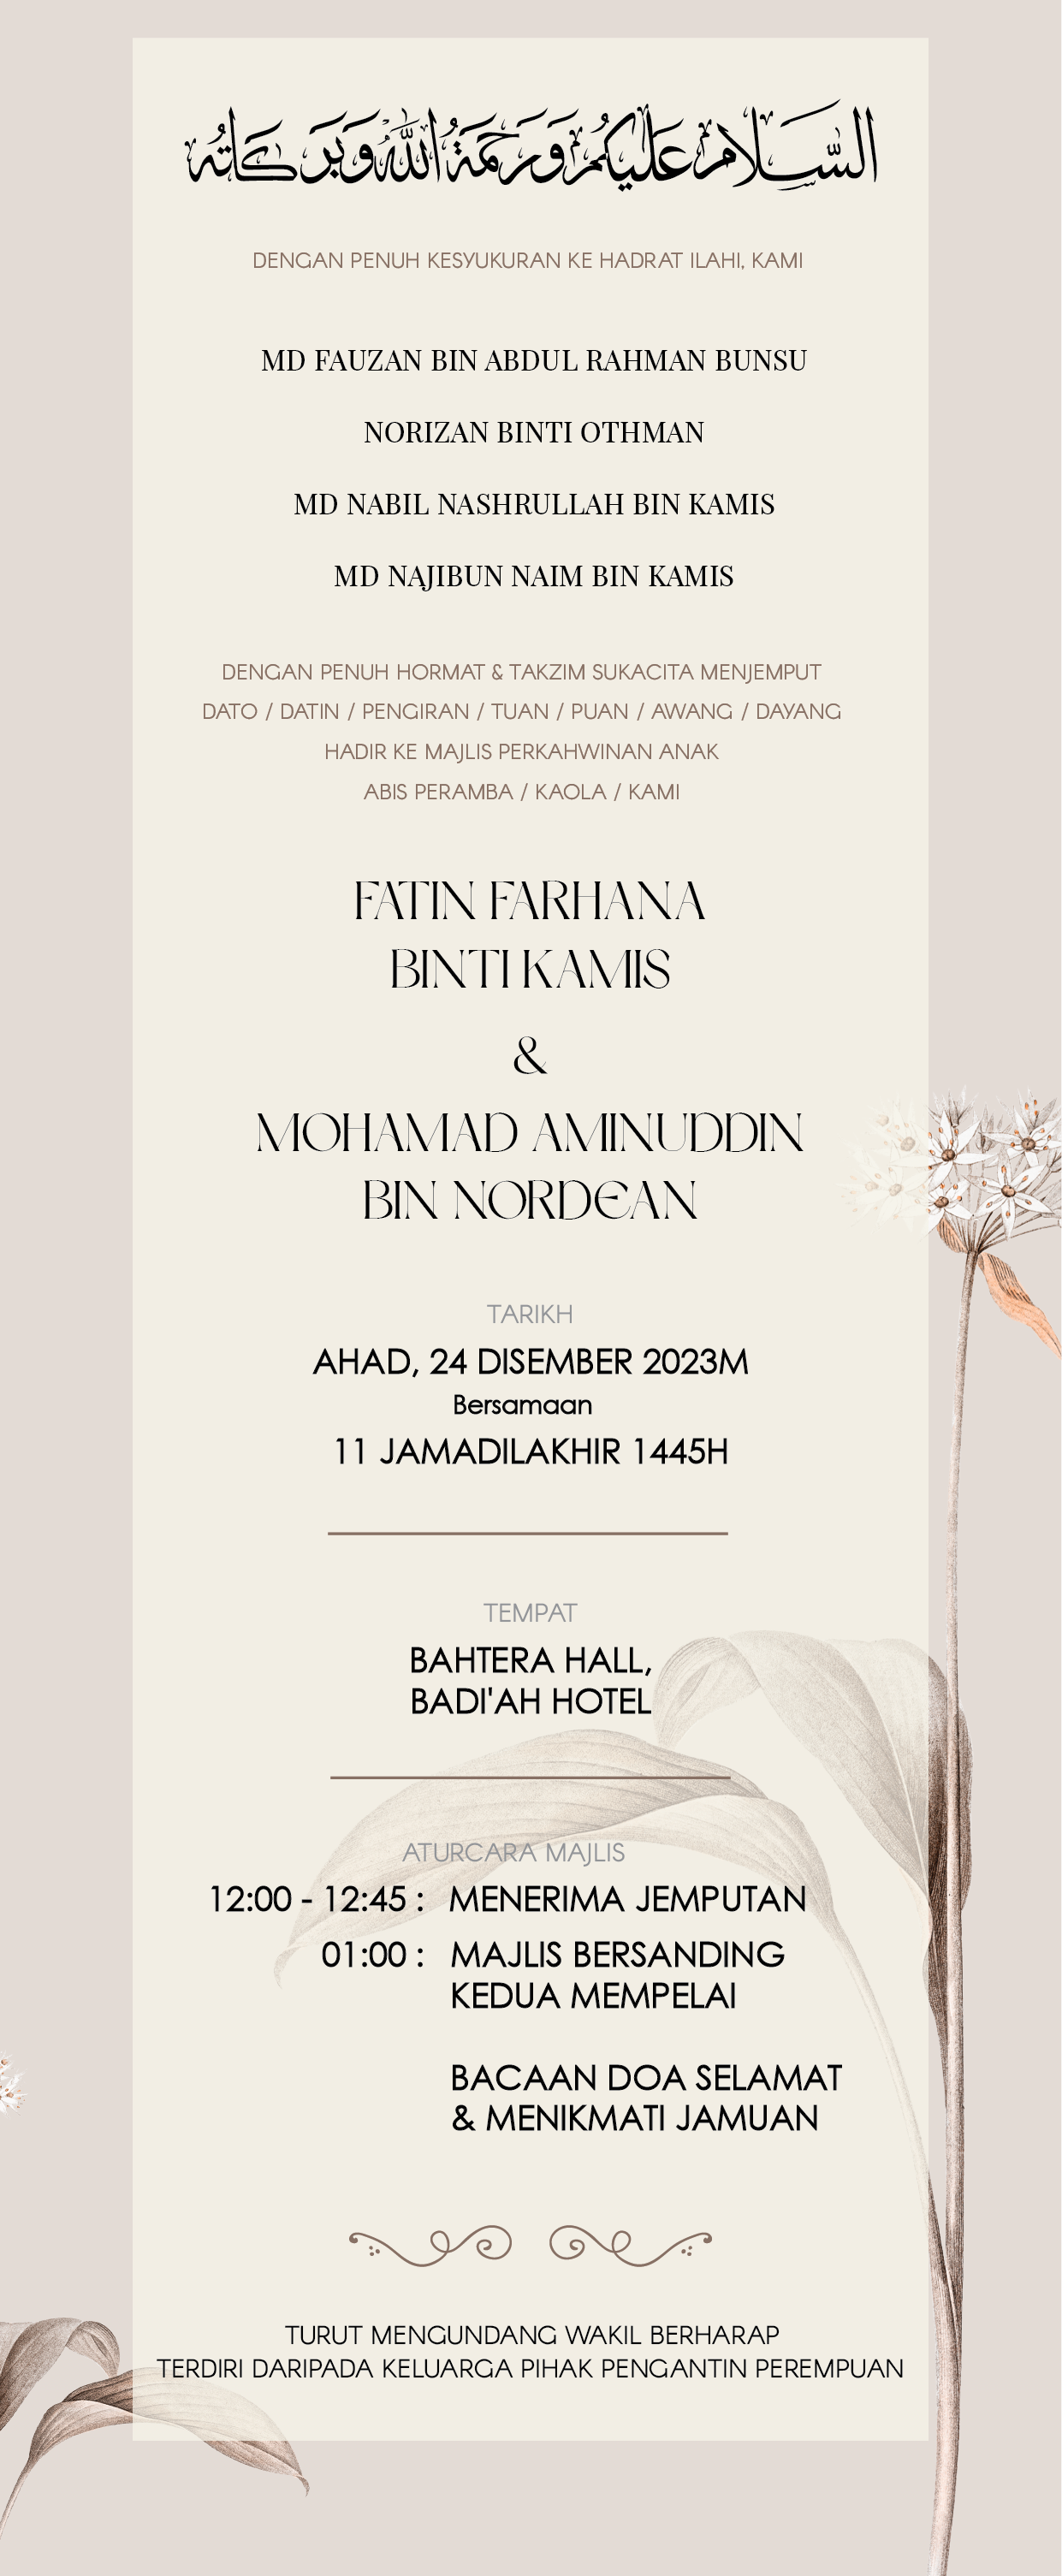 السَّلَامُ عَلَيْكُمْ وَرَحْمَةُ اللهِ وَبَرَكَاتُهُ
DENGAN PENUH KESYUKURAN KE HADRAT ILAHI, KAMI
MD FAUZAN BIN ABDUL RAHMAN BUNSU
NORIZAN BINTI OTHMAN
MD NABIL NASHRULLAH BIN KAMIS
MD NAJIBUN NAIM BIN KAMIS
DENGAN PENUH HORMAT & TAKZIM SUKACITA MENJEMPUT
DATO / DATIN / PENGIRAN / TUAN / PUAN / AWANG / DAYANG
HADIR KE MAJLIS PERKAHWINAN ANAK
ABIS PERAMBA / KAOLA / KAMI
FATIN FARHANA
BINTI KAMIS
&
MOHAMAD AMINUDDIN
BIN NORDEAN
TARIKH
AHAD, 24 DISEMBER 2023M
Bersamaan
11 JAMADILAKHIR 1445H
TEMPAT
BAHTERA HALL,
BADI'AH HOTEL
ATURCARA MAJLIS
12:00 - 12:45 : MENERIMA JEMPUTAN
01:00 : MAJLIS BERSANDING
KEDUA MEMPELAI
BACAAN DOA SELAMAT
& MENIKMATI JAMUAN
TURUT MENGUNDANG WAKIL BERHARAP
TERDIRI DARIPADA KELUARGA PIHAK PENGANTIN PEREMPUAN